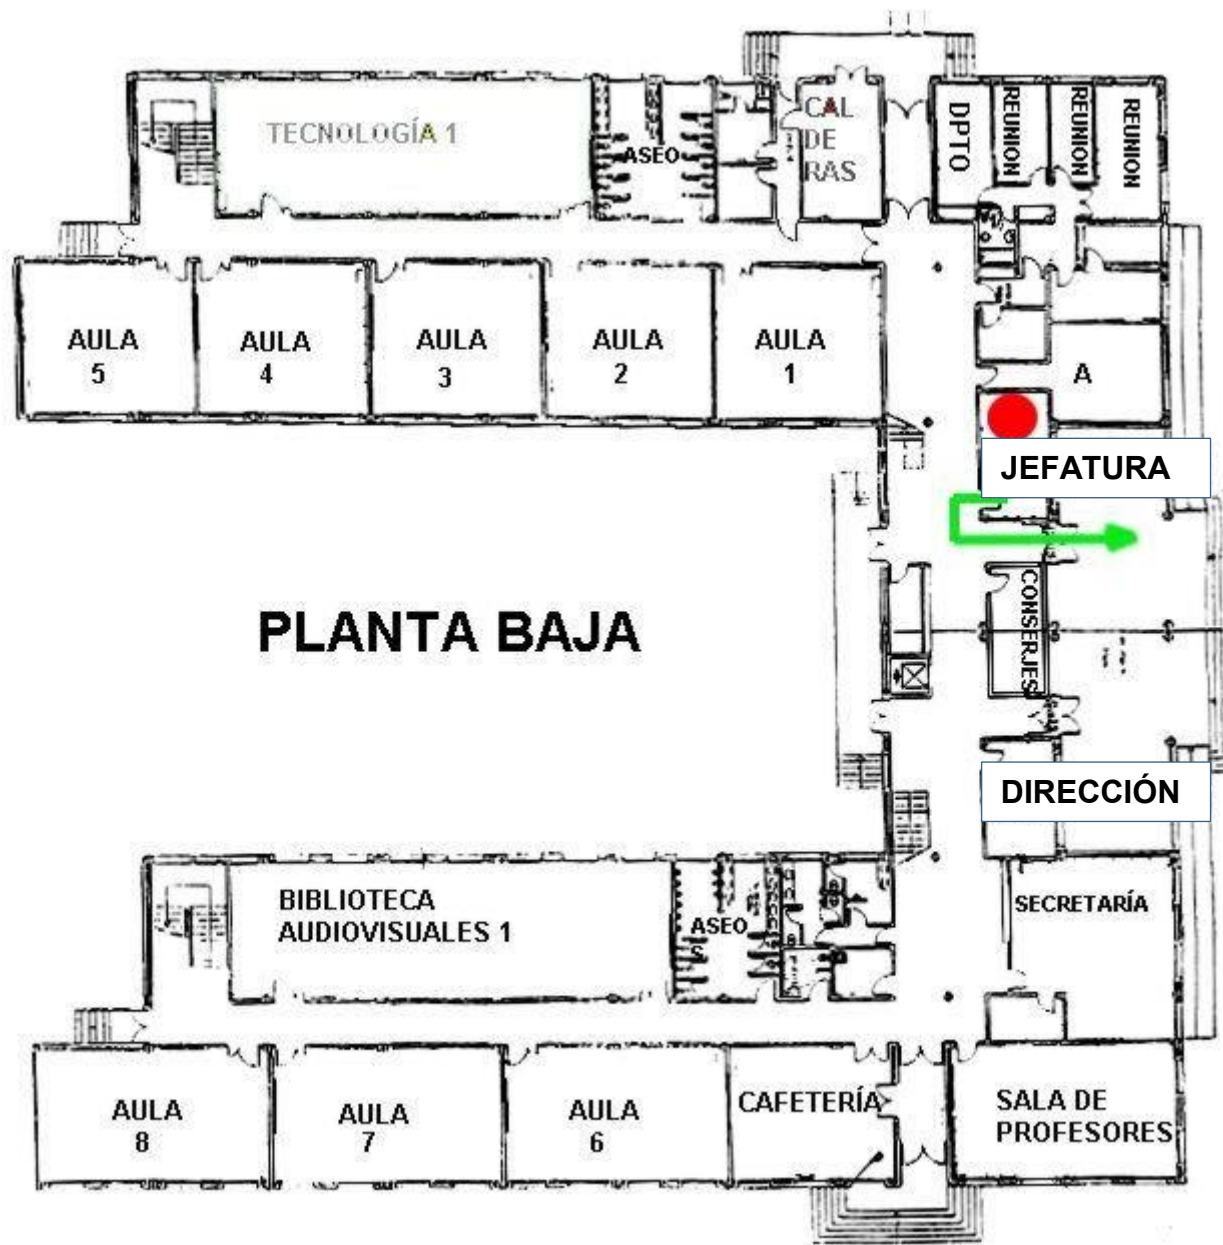 TECNOLOGÍA 1
ASEO
CAL
DE
RAS
DPTO
REUNION
REUNION
REUNION
AULA
5
AULA
4
AULA
3
AULA
2
AULA
1
A
JEFATURA
CONSERJES
PLANTA BAJA
DIRECCIÓN
BIBLIOTECA
AUDIOVISUALES 1
ASEO
SECRETARÍA
AULA
8
AULA
7
AULA
6
CAFETERÍA
SALA DE
PROFESORES